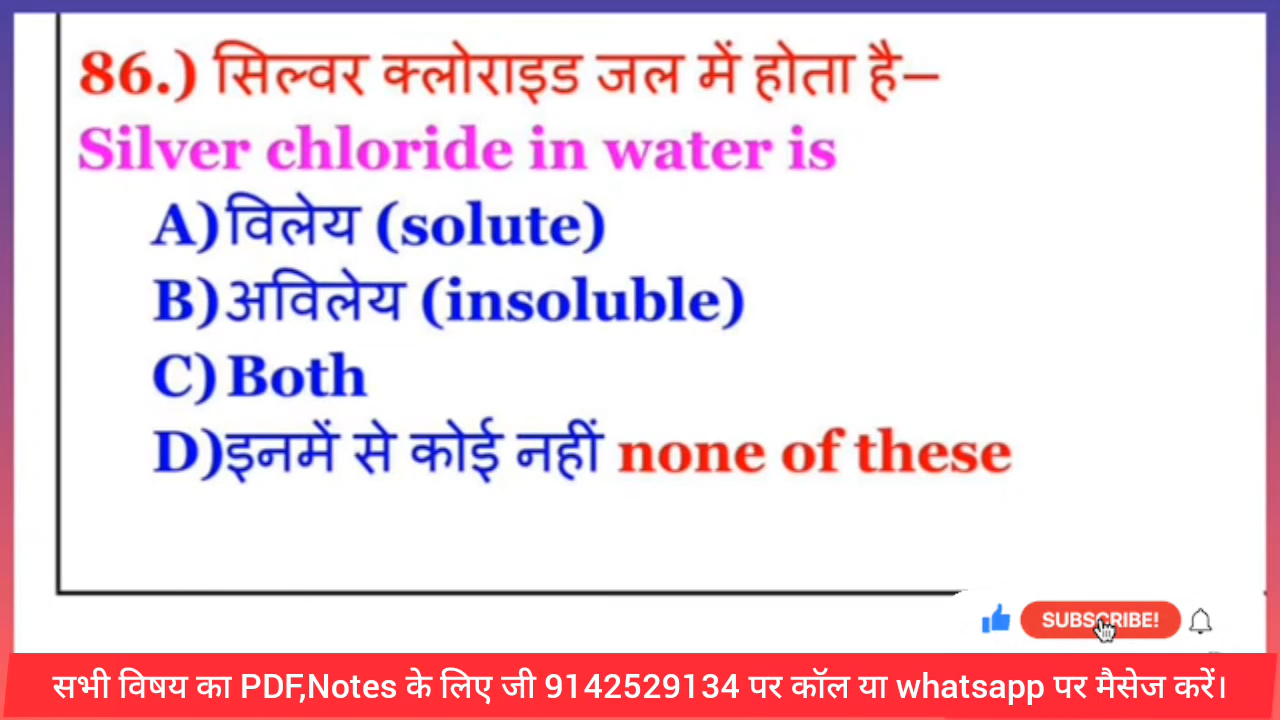 86.) सिल्वर क्लोराइड जल में होता है–
Silver chloride in water is
A) विलेय (solute)
B) अविलेय (insoluble)
C) Both
D)इनमें से कोई नहीं none of these
SUBSCRIBE!
सभी विषय का PDF,Notes के लिए जी 9142529134 पर कॉल या whatsapp पर मैसेज करें।